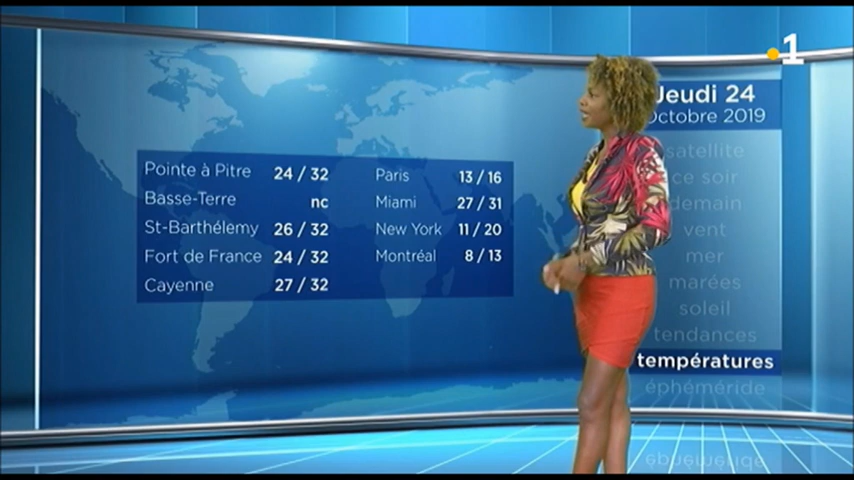 1
Jeudi 24
Octobre 2019
Pointe à Pitre 24 / 32
Basse-Terre nc
St-Barthélemy 26 / 32
Fort de France 24 / 32
Cayenne 27 / 32
Paris 13 / 16
Miami 27 / 31
New York 11 / 20
Montréal 8 / 13
satellite
ce soir
demain
vent
mer
marées
soleil
tendances
températures
éphéméride